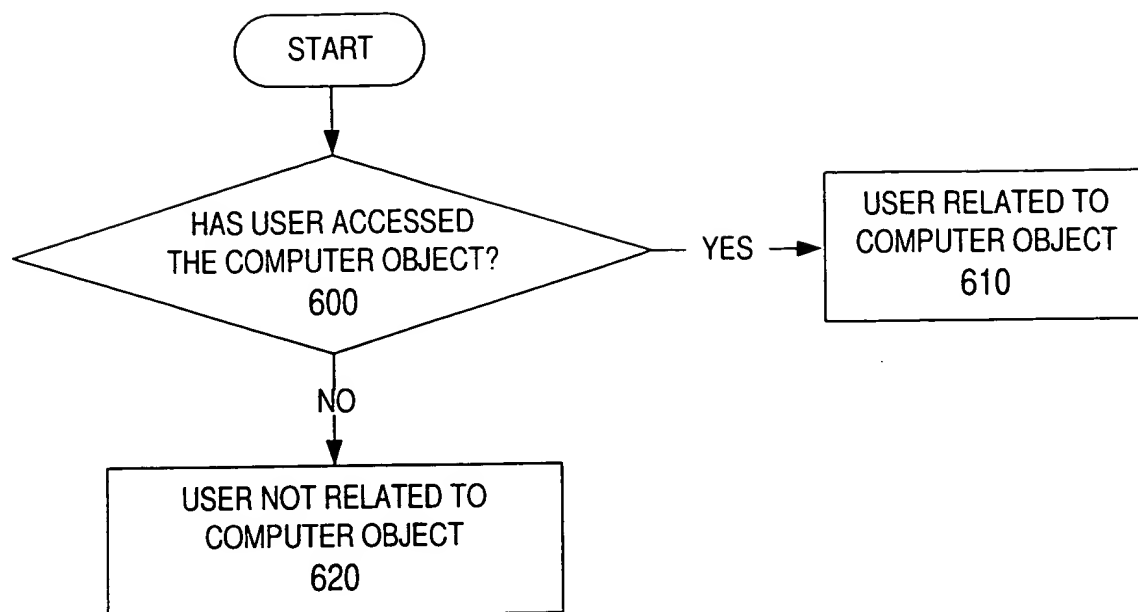 START
HAS USER ACCESSED
THE COMPUTER OBJECT?
600
YES
USER RELATED TO
COMPUTER OBJECT
610
NO
USER NOT RELATED TO
COMPUTER OBJECT
620